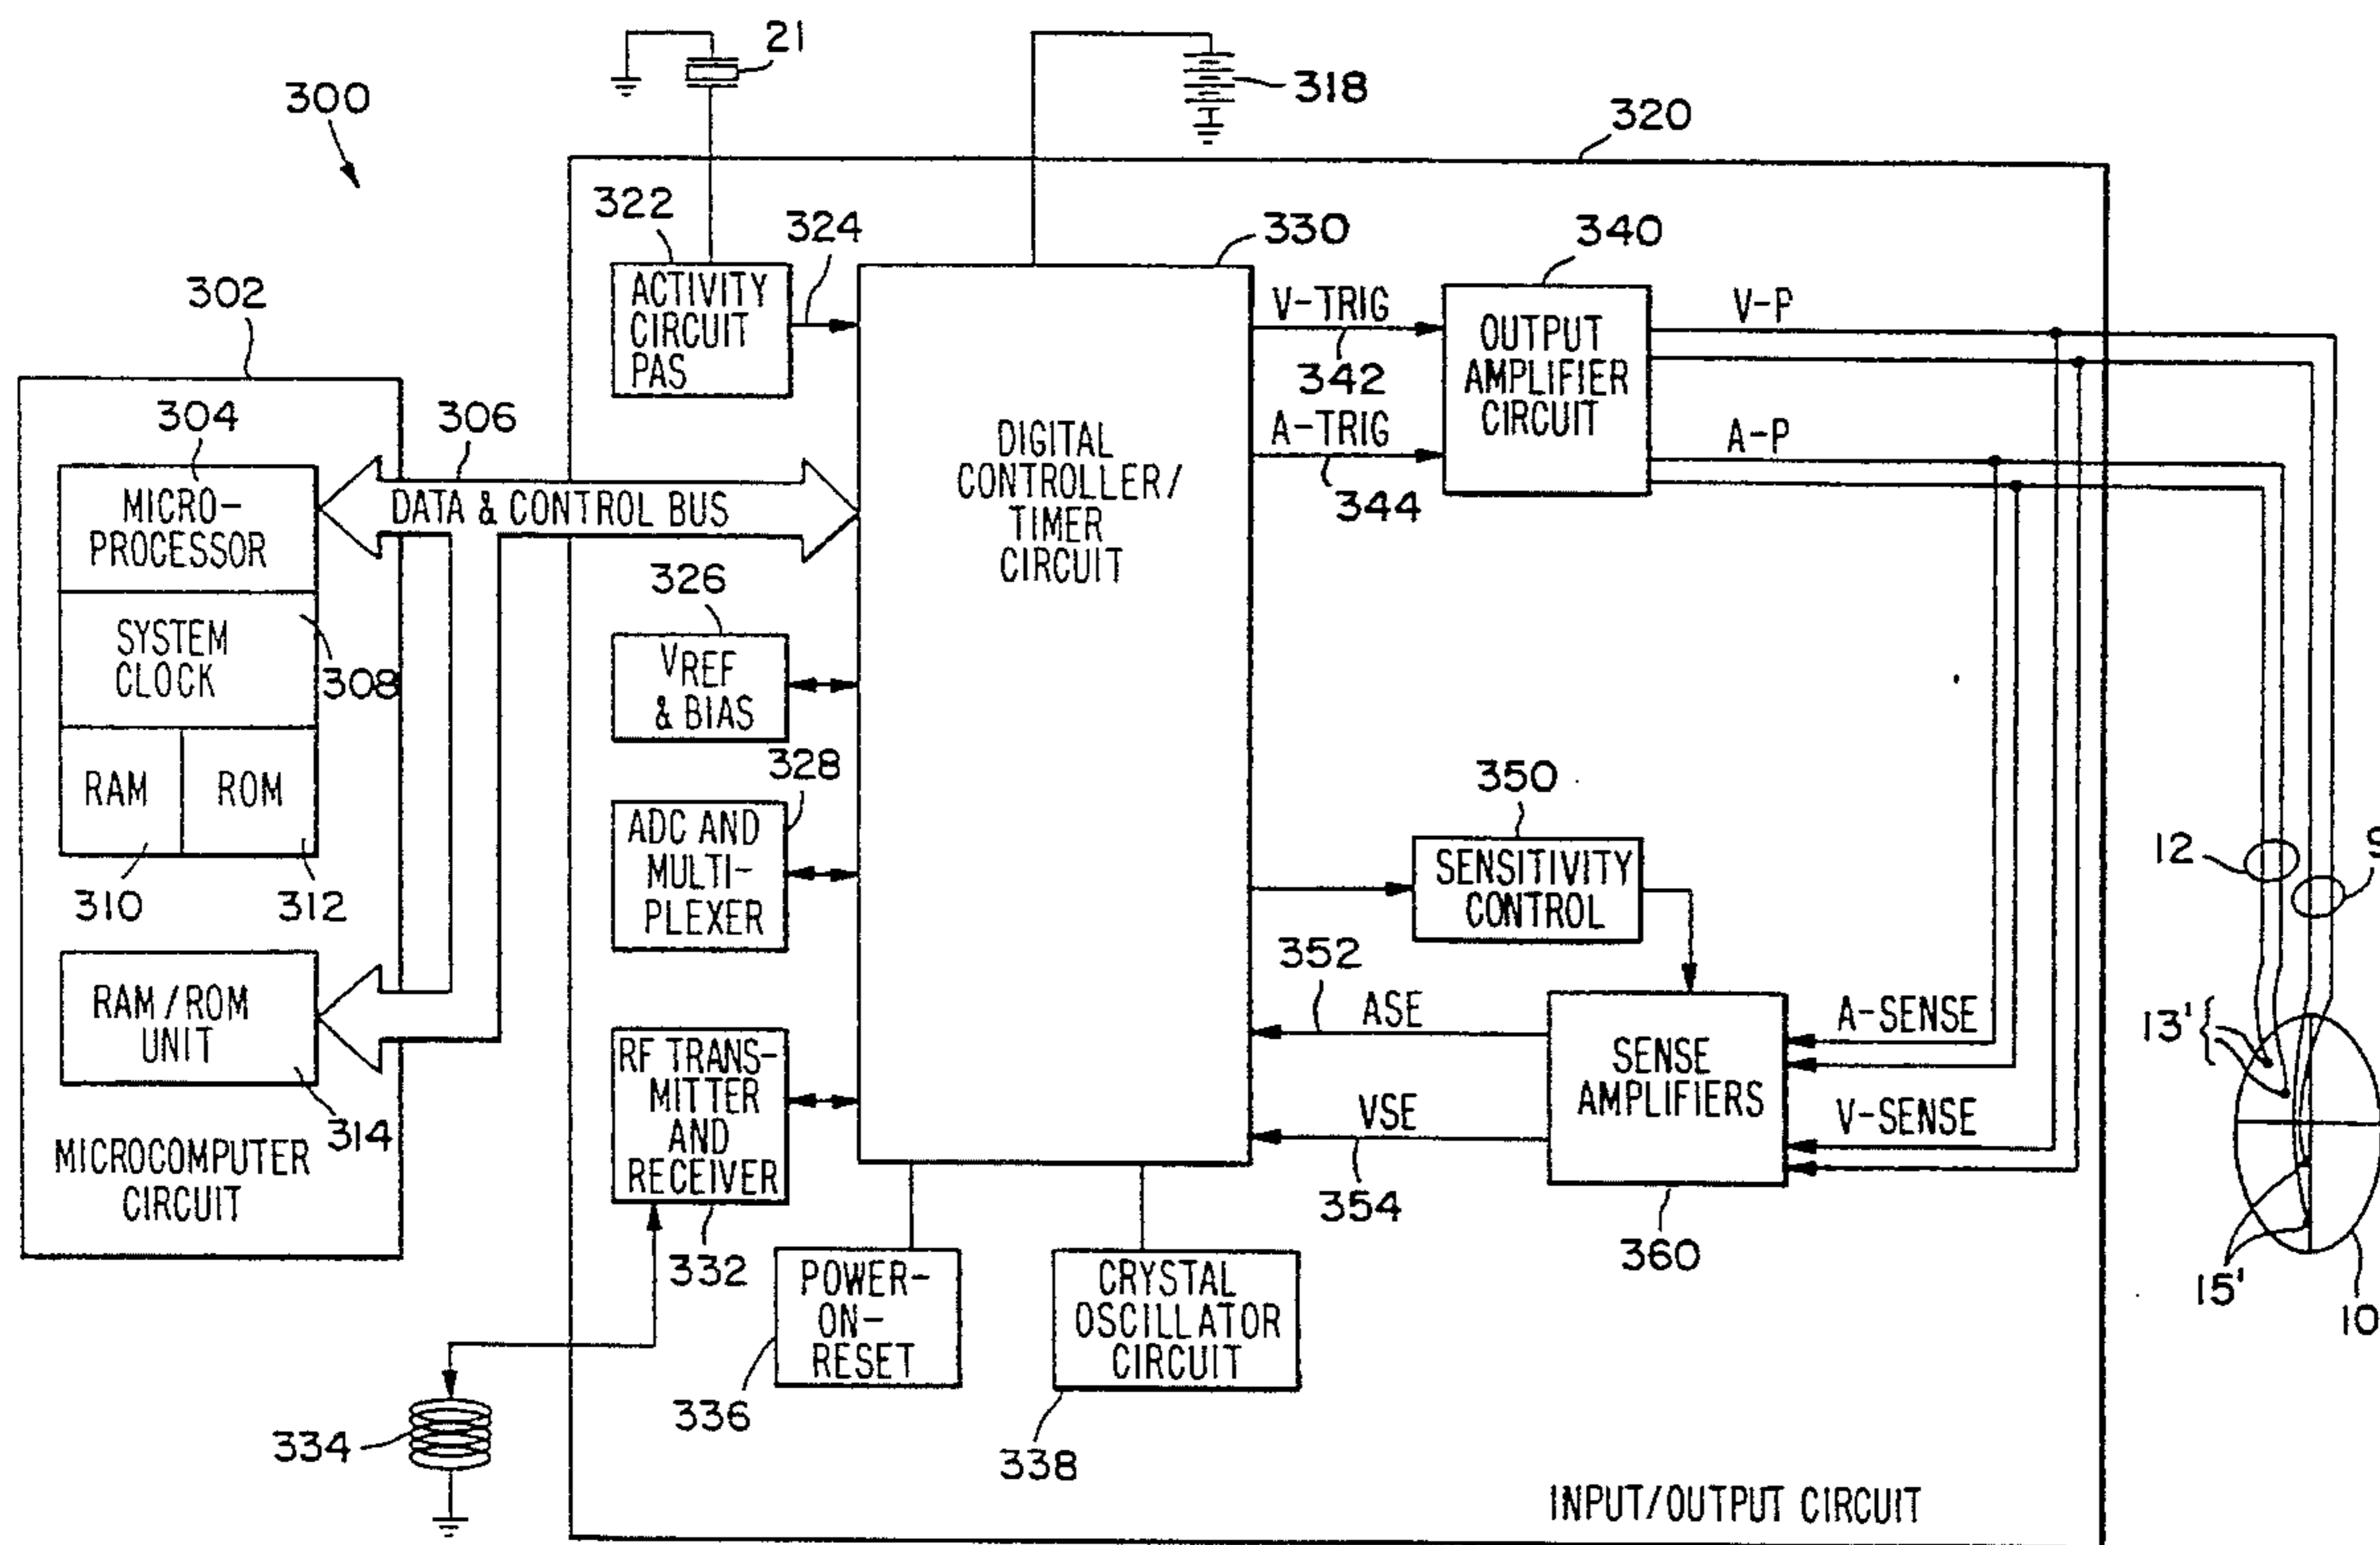 21
318
300
320
322
324
330
340
302
ACTIVITY
CIRCUIT
PAS
V-TRIG
342
A-TRIG
344
OUTPUT
AMPLIFIER
CIRCUIT
V-P
A-P
304
306
MICRO-
PROCESSOR
DATA & CONTROL BUS
DIGITAL
CONTROLLER/
TIMER
CIRCUIT
SYSTEM
CLOCK
308
326
VREF
& BIAS
RAM
ROM
310
312
328
ADC AND
MULTI-
PLEXER
350
SENSITIVITY
CONTROL
12
352
ASE
A-SENSE
RAM/ROM
UNIT
314
RF TRANS-
MITTER
AND
RECEIVER
SENSE
AMPLIFIERS
13'
VSE
V-SENSE
354
360
MICROCOMPUTER
CIRCUIT
332
POWER-
ON-
RESET
CRYSTAL
OSCILLATOR
CIRCUIT
15'
10
334
336
338
INPUT/OUTPUT CIRCUIT